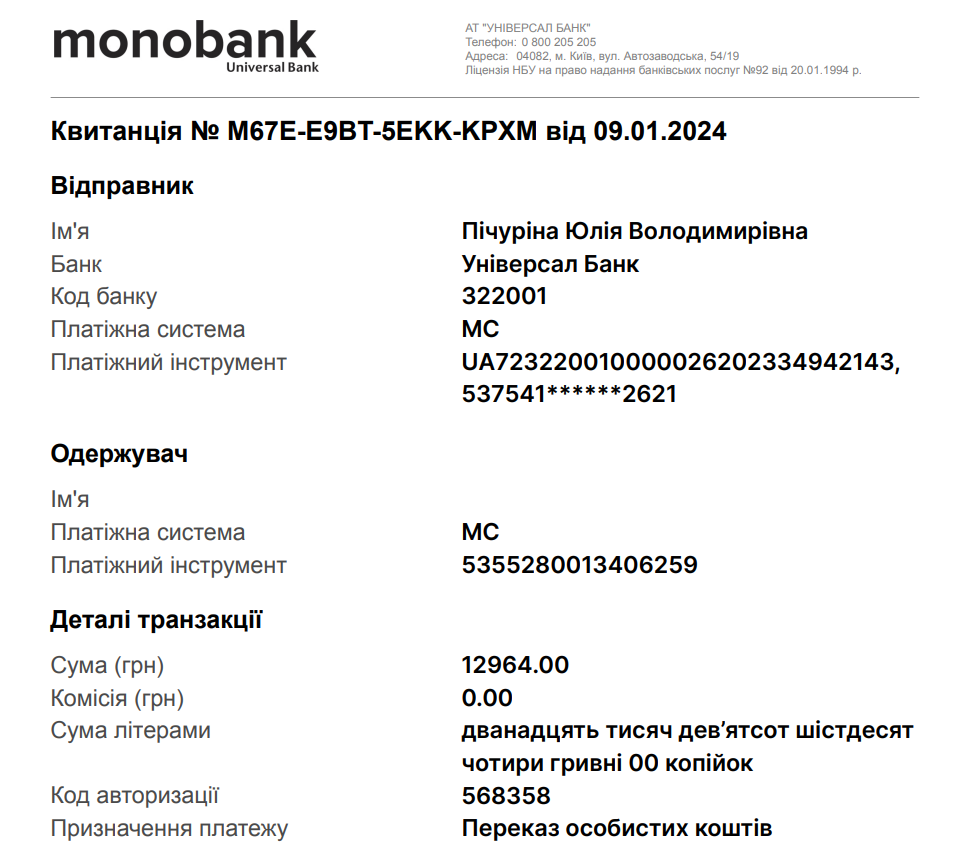 monobank
Universal Bank
АТ "УНІВЕРСАЛ БАНК"
Телефон: 0 800 205 205
Адреса: 04082, м. Київ, вул. Автозаводська, 54/19
Ліцензія НБУ на право надання банківських послуг №92 від 20.01.1994 р.
Квитанція № M67E-E9BT-5EKK-KPXM від 09.01.2024
Відправник
Ім'я Пічуріна Юлія Володимирівна
Банк Універсал Банк
Код банку 322001
Платіжна система MC
Платіжний інструмент UA723220010000026202334942143,
537541******2621
Одержувач
Ім'я
Платіжна система MC
Платіжний інструмент 5355280013406259
Деталі транзакції
Сума (грн) 12964.00
Комісія (грн) 0.00
Сума літерами дванадцять тисяч дев’ятсот шістдесят
чотири гривні 00 копійок
Код авторизації 568358
Призначення платежу Переказ особистих коштів